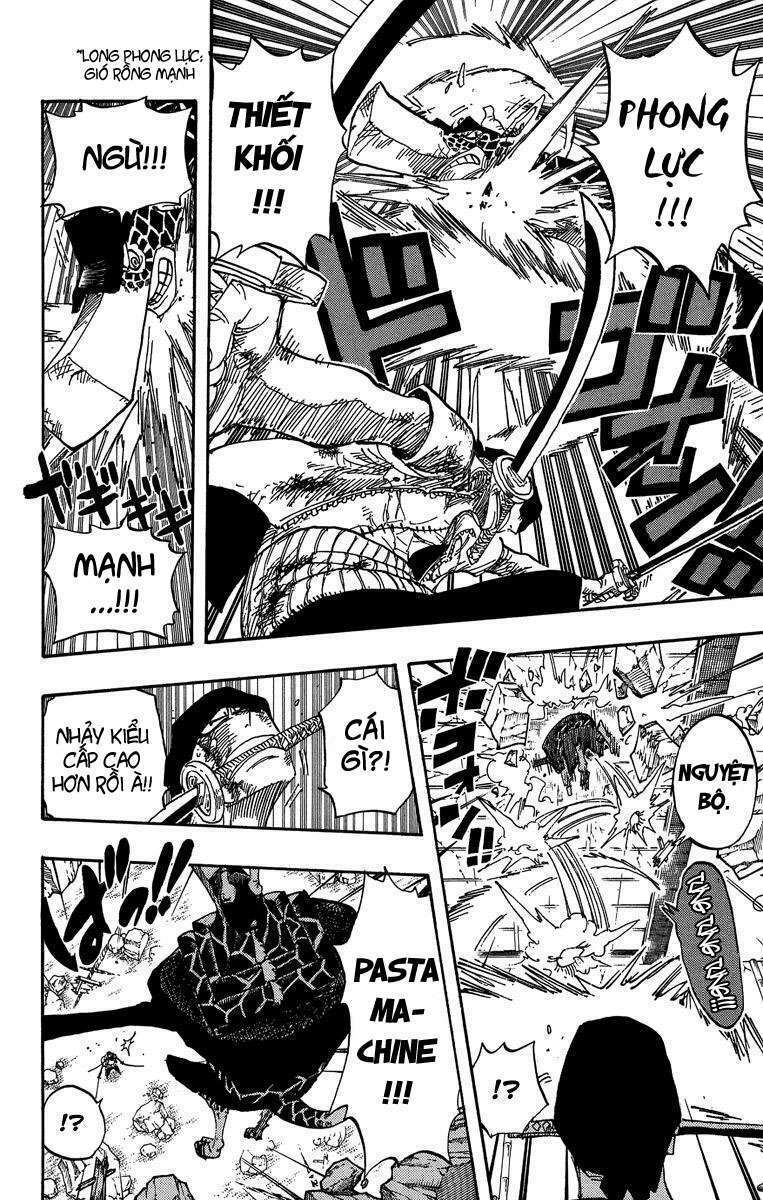 PHONG
LỰC
!!!
THIẾT
KHỐI
!!!
*LONG PHONG LỰC:
GIÓ RỒNG MẠNH
NGỪ!!!
MẠNH
...!!!
NGUYỆT
BỘ.
!?
CÁI
GÌ?!
NHẢY KIỂU
CẤP CAO
HƠN RỒI À!!
PASTA
MA-
CHINE
!!!
!?